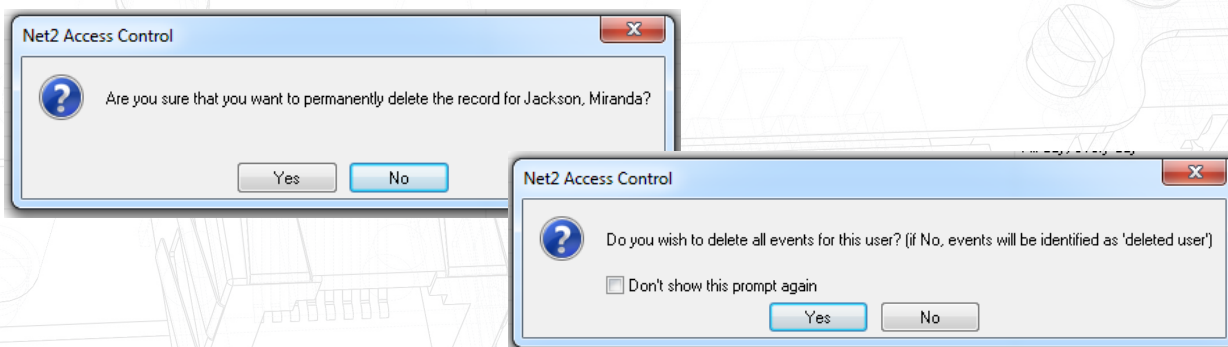 Net2 Access Control
Are you sure that you want to permanently delete the record for Jackson, Miranda?
Yes
No
Net2 Access Control
Do you wish to delete all events for this user? (if No, events will be identified as 'deleted user')
Don't show this prompt again
Yes
No